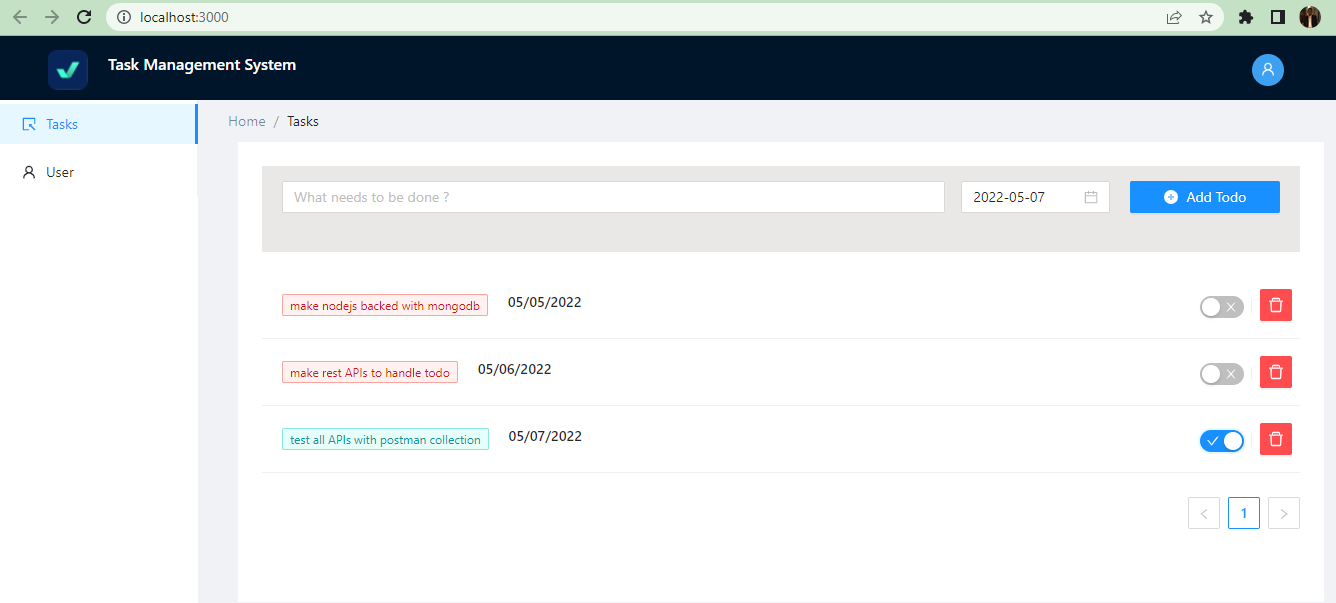 localhost:3000
Task Management System
Tasks
User
Home / Tasks
What needs to be done ?
2022-05-07
Add Todo
make nodejs backed with mongodb 05/05/2022
make rest APIs to handle todo 05/06/2022
test all APIs with postman collection 05/07/2022
< 1 >